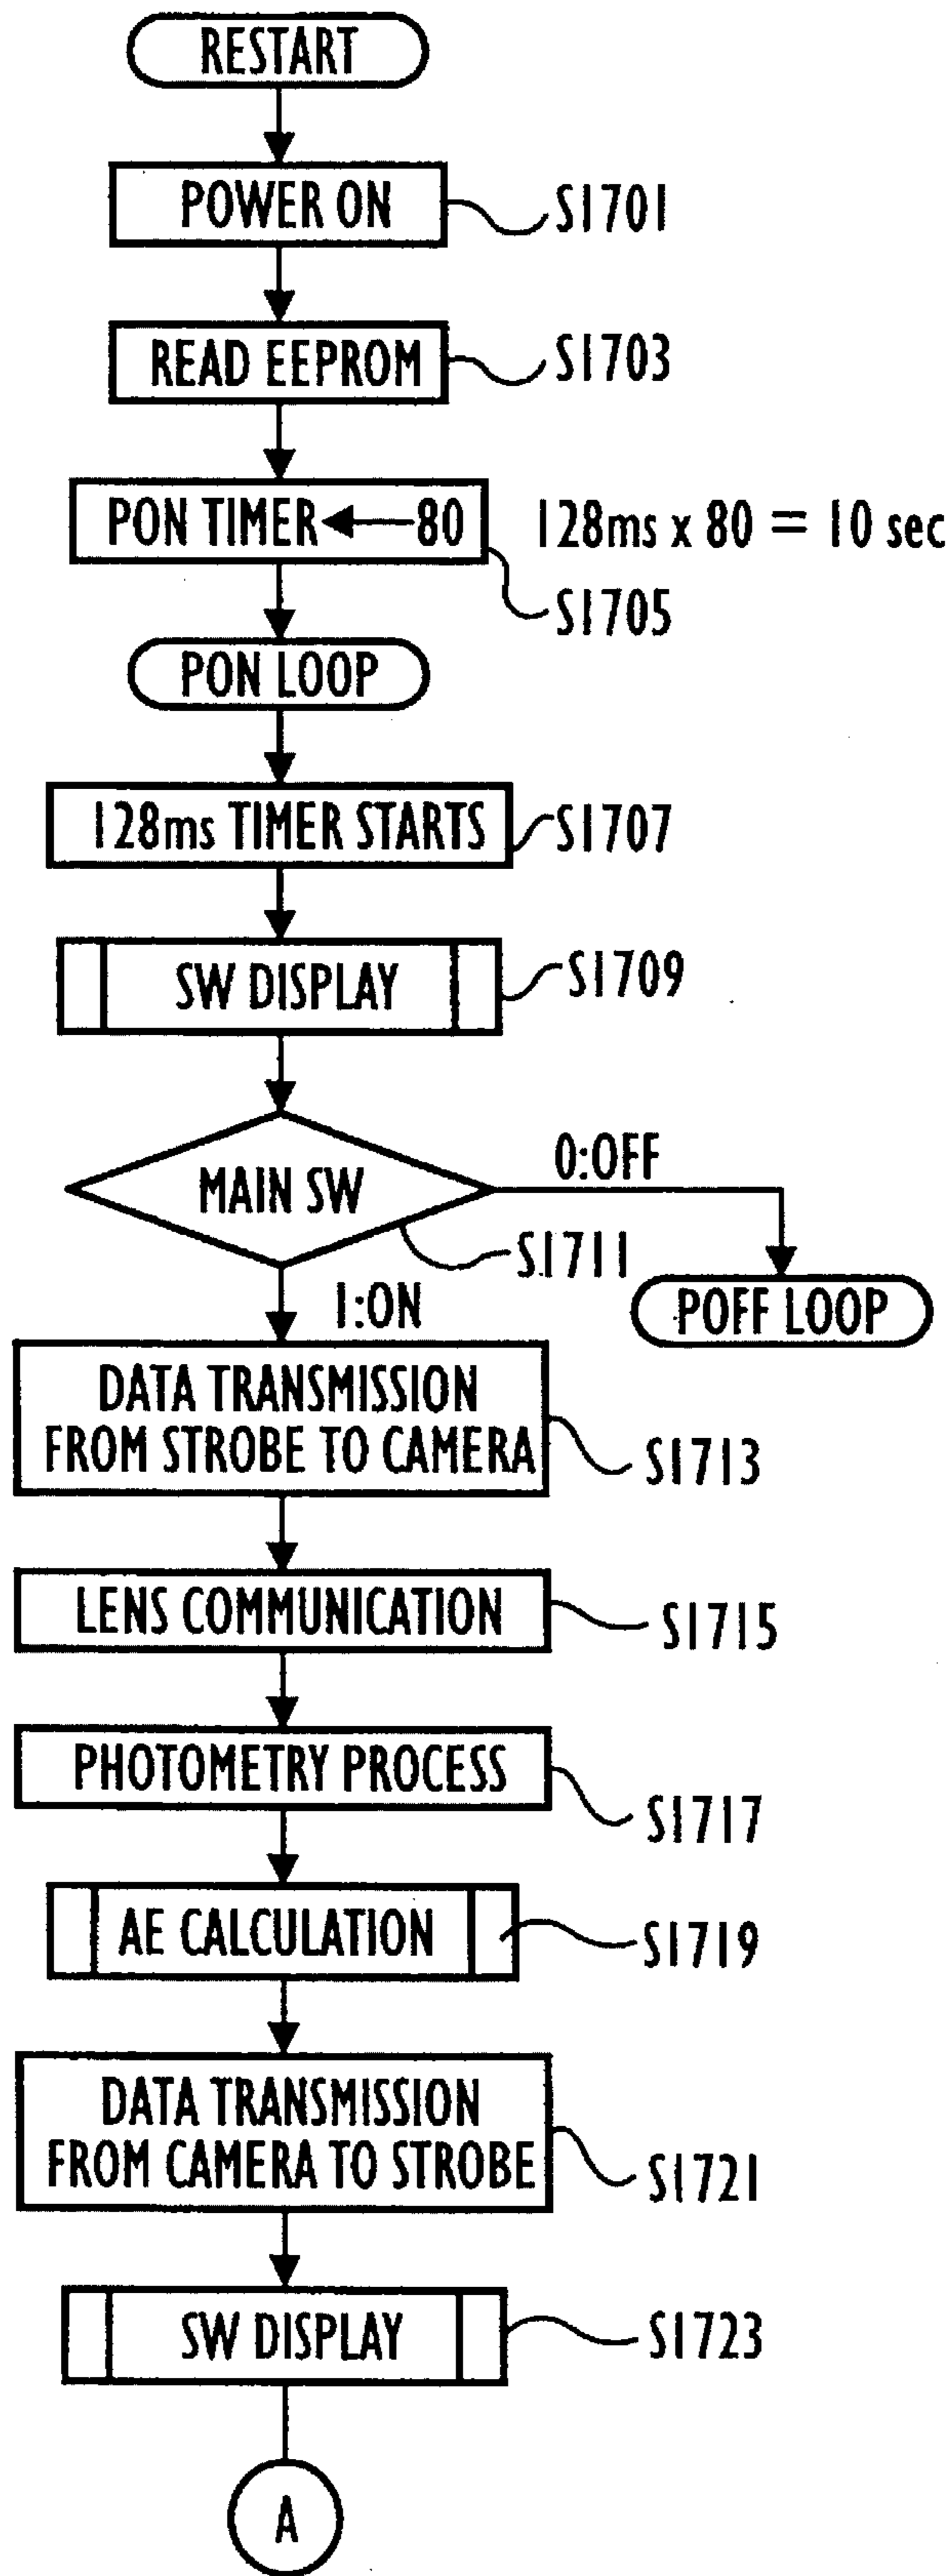 RESTART
POWER ON
S1701
READ EEPROM
S1703
PON TIMER←80
128ms x 80 = 10 sec
S1705
PON LOOP
128ms TIMER STARTS
S1707
SW DISPLAY
S1709
MAIN SW
0:OFF
S1711
POFF LOOP
1:ON
DATA TRANSMISSION
FROM STROBE TO CAMERA
S1713
LENS COMMUNICATION
S1715
PHOTOMETRY PROCESS
S1717
AE CALCULATION
S1719
DATA TRANSMISSION
FROM CAMERA TO STROBE
S1721
SW DISPLAY
S1723
A